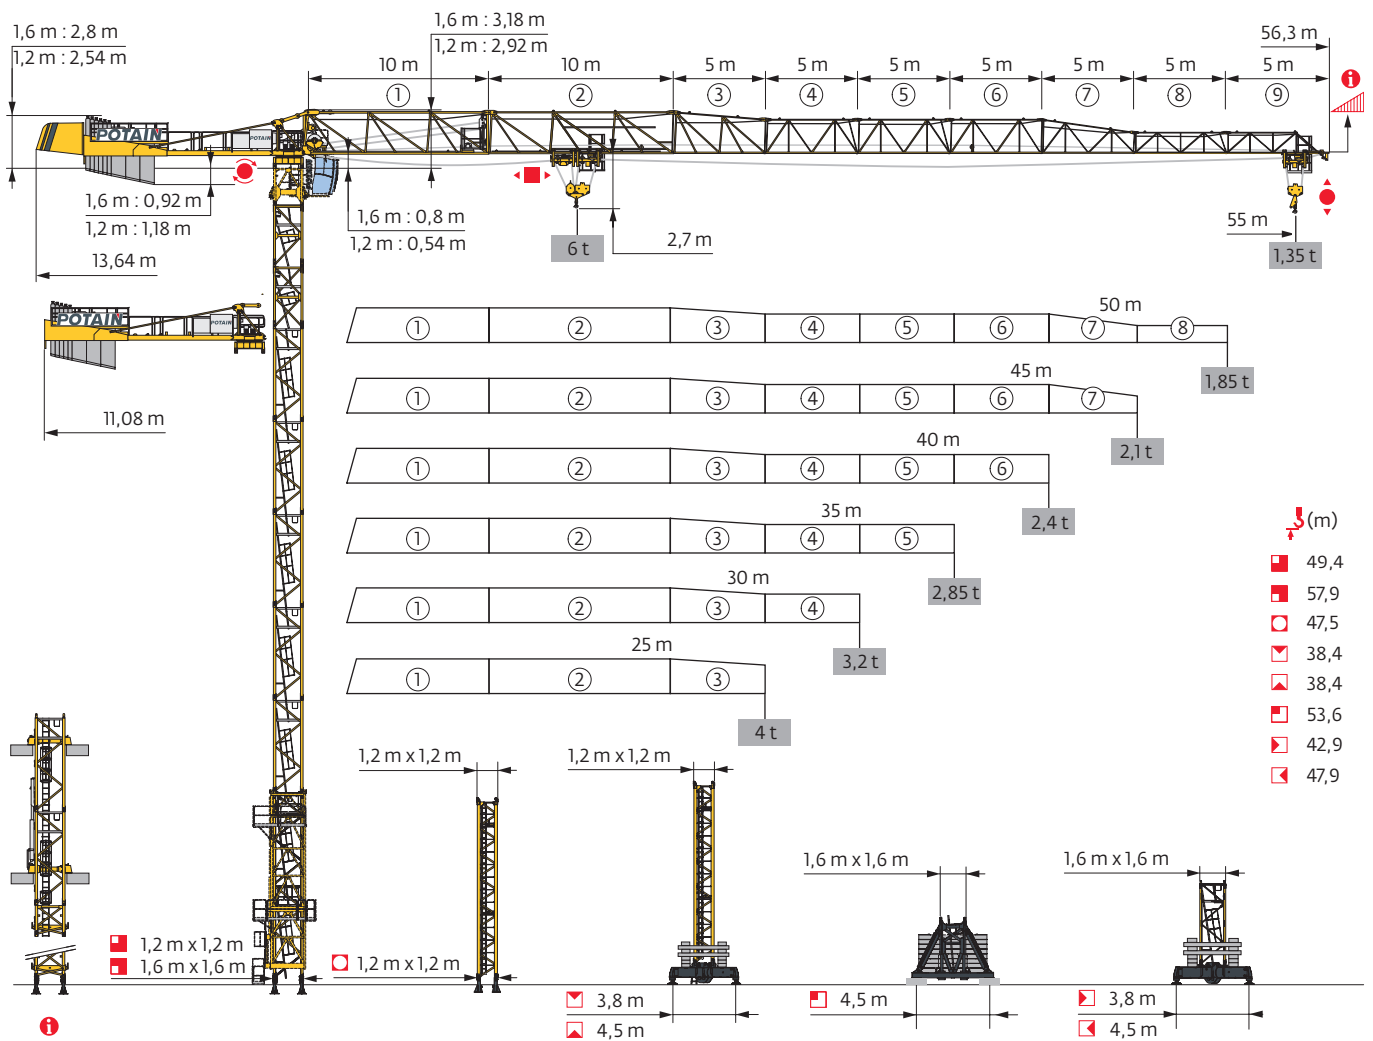 1,6 m : 2,8 m
1,2 m : 2,54 m
1,6 m : 3,18 m
1,2 m : 2,92 m
56,3 m
10 m
10 m
5 m
5 m
5 m
5 m
5 m
5 m
5 m
1
2
3
4
5
6
7
8
9
i
POTAIN
POTAIN
1,6 m : 0,92 m
1,2 m : 1,18 m
13,64 m
1,6 m : 0,8 m
1,2 m : 0,54 m
6 t
2,7 m
55 m
1,35 t
POTAIN
POTAIN
11,08 m
50 m
1 2 3 4 5 6 7 8
1,85 t
45 m
1 2 3 4 5 6 7
2,1 t
40 m
1 2 3 4 5 6
2,4 t
35 m
1 2 3 4 5
2,85 t
30 m
1 2 3 4
3,2 t
25 m
1 2 3
4 t
(m)
49,4
57,9
47,5
38,4
38,4
53,6
42,9
47,9
1,2 m x 1,2 m
1,2 m x 1,2 m
1,6 m x 1,6 m
1,6 m x 1,6 m
1,2 m x 1,2 m
1,6 m x 1,6 m
1,2 m x 1,2 m
3,8 m
4,5 m
4,5 m
3,8 m
4,5 m
i